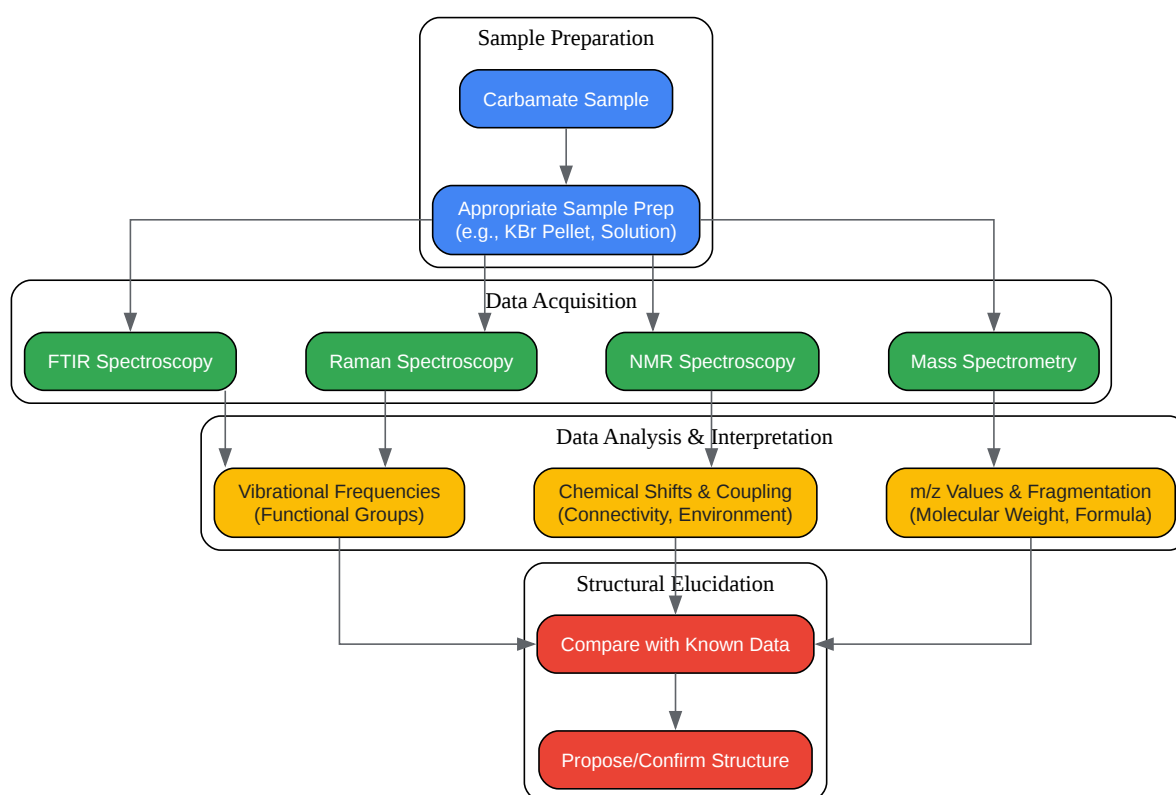 Sample Preparation
Carbamate Sample
Appropriate Sample Prep
(e.g., KBr Pellet, Solution)
Data Acquisition
FTIR Spectroscopy
Raman Spectroscopy
NMR Spectroscopy
Mass Spectrometry
Data Analysis & Interpretation
Vibrational Frequencies
(Functional Groups)
Chemical Shifts & Coupling
(Connectivity, Environment)
m/z Values & Fragmentation
(Molecular Weight, Formula)
Structural Elucidation
Compare with Known Data
Propose/Confirm Structure